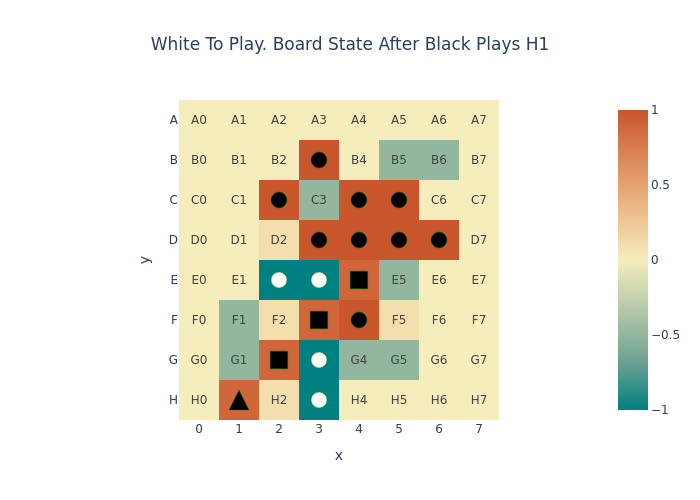 White To Play. Board State After Black Plays H1
A A0 A1 A2 A3 A4 A5 A6 A7
B B0 B1 B2 B4 B5 B6 B7
C C0 C1 C3 C6 C7
D D0 D1 D2 D7
E E0 E1 E5 E6 E7
F F0 F1 F2 F5 F6 F7
G G0 G1 G4 G5 G6 G7
H H0 H2 H4 H5 H6 H7
0 1 2 3 4 5 6 7
x
y
1
0.5
0
−0.5
−1